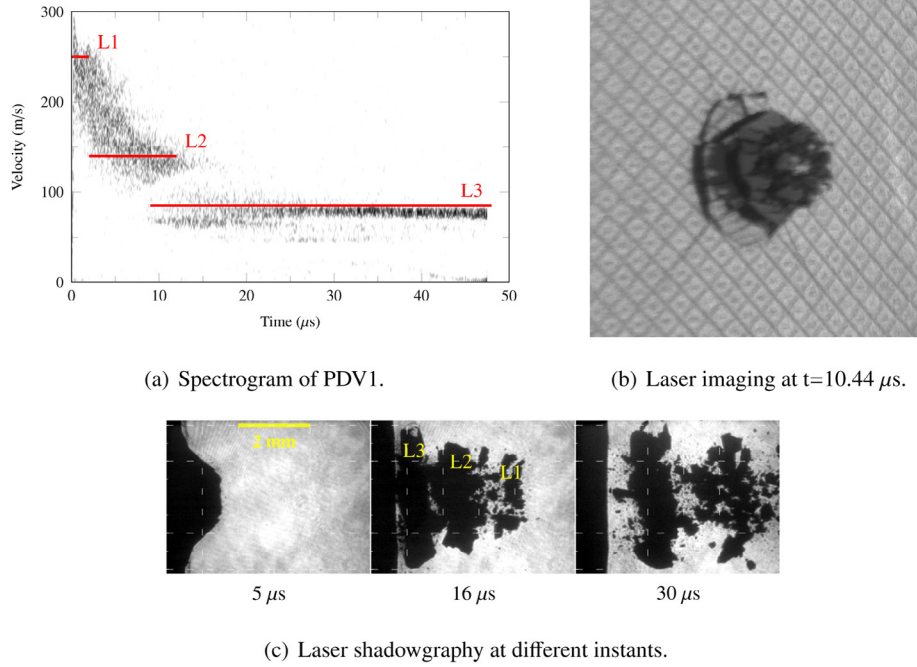 300
200
100
0
Velocity (m/s)
L1
L2
L3
0
10
20
30
40
50
Time (μs)
(a) Spectrogram of PDV1.
(b) Laser imaging at t=10.44 μs.
2 mm
L3
L2
L1
5 μs
16 μs
30 μs
(c) Laser shadowgraphy at different instants.